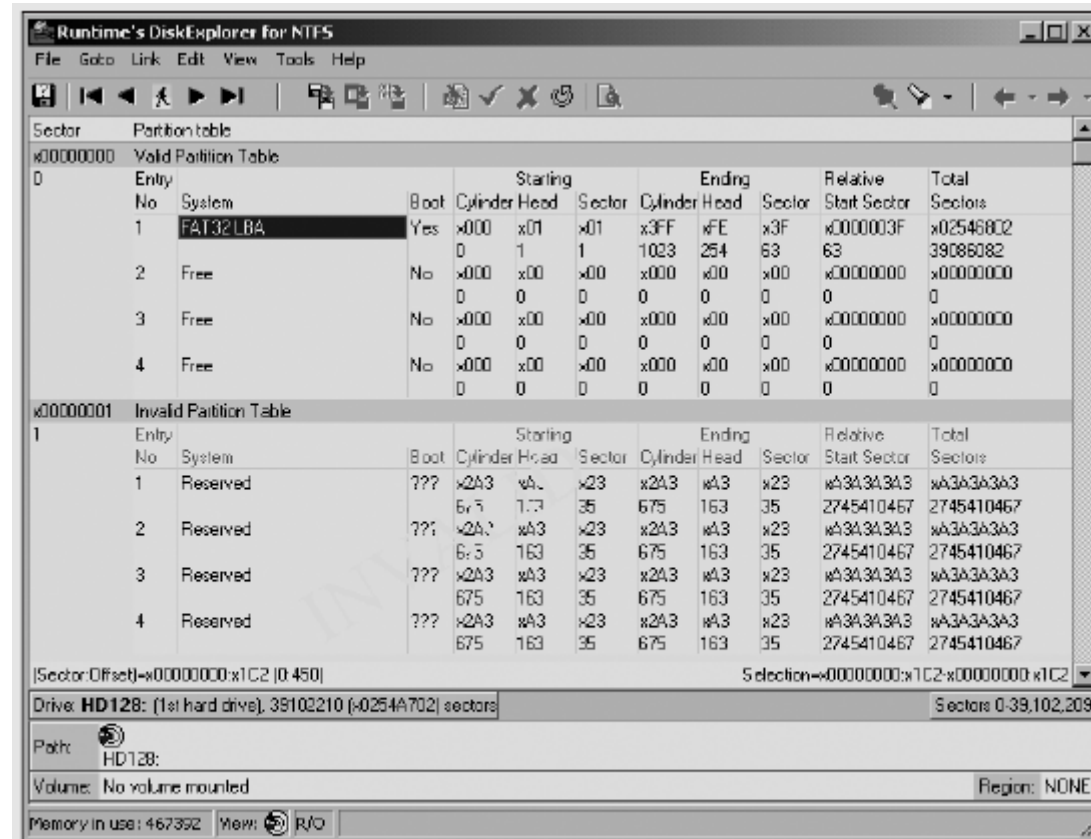 Runtime's DiskExplorer for NTFS
File Goto Link Edit View Tools Help
Sector Partition table
x00000000 Valid Partition Table
0 Entry Starting Ending Relative Total
No System Boot Cylinder Head Sector Cylinder Head Sector Start Sector Sectors
1 FAT32 LBA Yes x000 x01 x01 x3FF xFE x3F x0000003F x02546802
0 1 1 1023 254 63 63 39086082
2 Free No x000 x00 x00 x000 x00 x00 x00000000 x00000000
0 0 0 0 0 0 0 0
3 Free No x000 x00 x00 x000 x00 x00 x00000000 x00000000
0 0 0 0 0 0 0 0
4 Free No x000 x00 x00 x000 x00 x00 x00000000 x00000000
0 0 0 0 0 0 0 0
x00000001 Invalid Partition Table
1 Entry Starting Ending Relative Total
No System Boot Cylinder Head Sector Cylinder Head Sector Start Sector Sectors
1 Reserved ??? x2A3 x23 x2A3 xA3 x23 xA3A3A3A3 xA3A3A3A3
35 675 163 35 2745410467 2745410467
2 Reserved ??? xA3 x23 x2A3 xA3 x23 xA3A3A3A3 xA3A3A3A3
163 35 675 163 35 2745410467 2745410467
3 Reserved ??? x2A3 xA3 x23 x2A3 xA3 x23 xA3A3A3A3 xA3A3A3A3
675 163 35 675 163 35 2745410467 2745410467
4 Reserved ??? x2A3 xA3 x23 x2A3 xA3 x23 xA3A3A3A3 xA3A3A3A3
675 163 35 675 163 35 2745410467 2745410467
INVALID
(Sector:Offset)=x00000000:x1C2 (0:450) Selection=x00000000:x1C2-x00000000:x1C2
Drive: HD128: (1st hard drive), 39102210 (x0254A702) sectors Sectors 0-39,102,209
Path: HD128:
Volume: No volume mounted Region: NONE
Memory in use: 467392 View: R/O